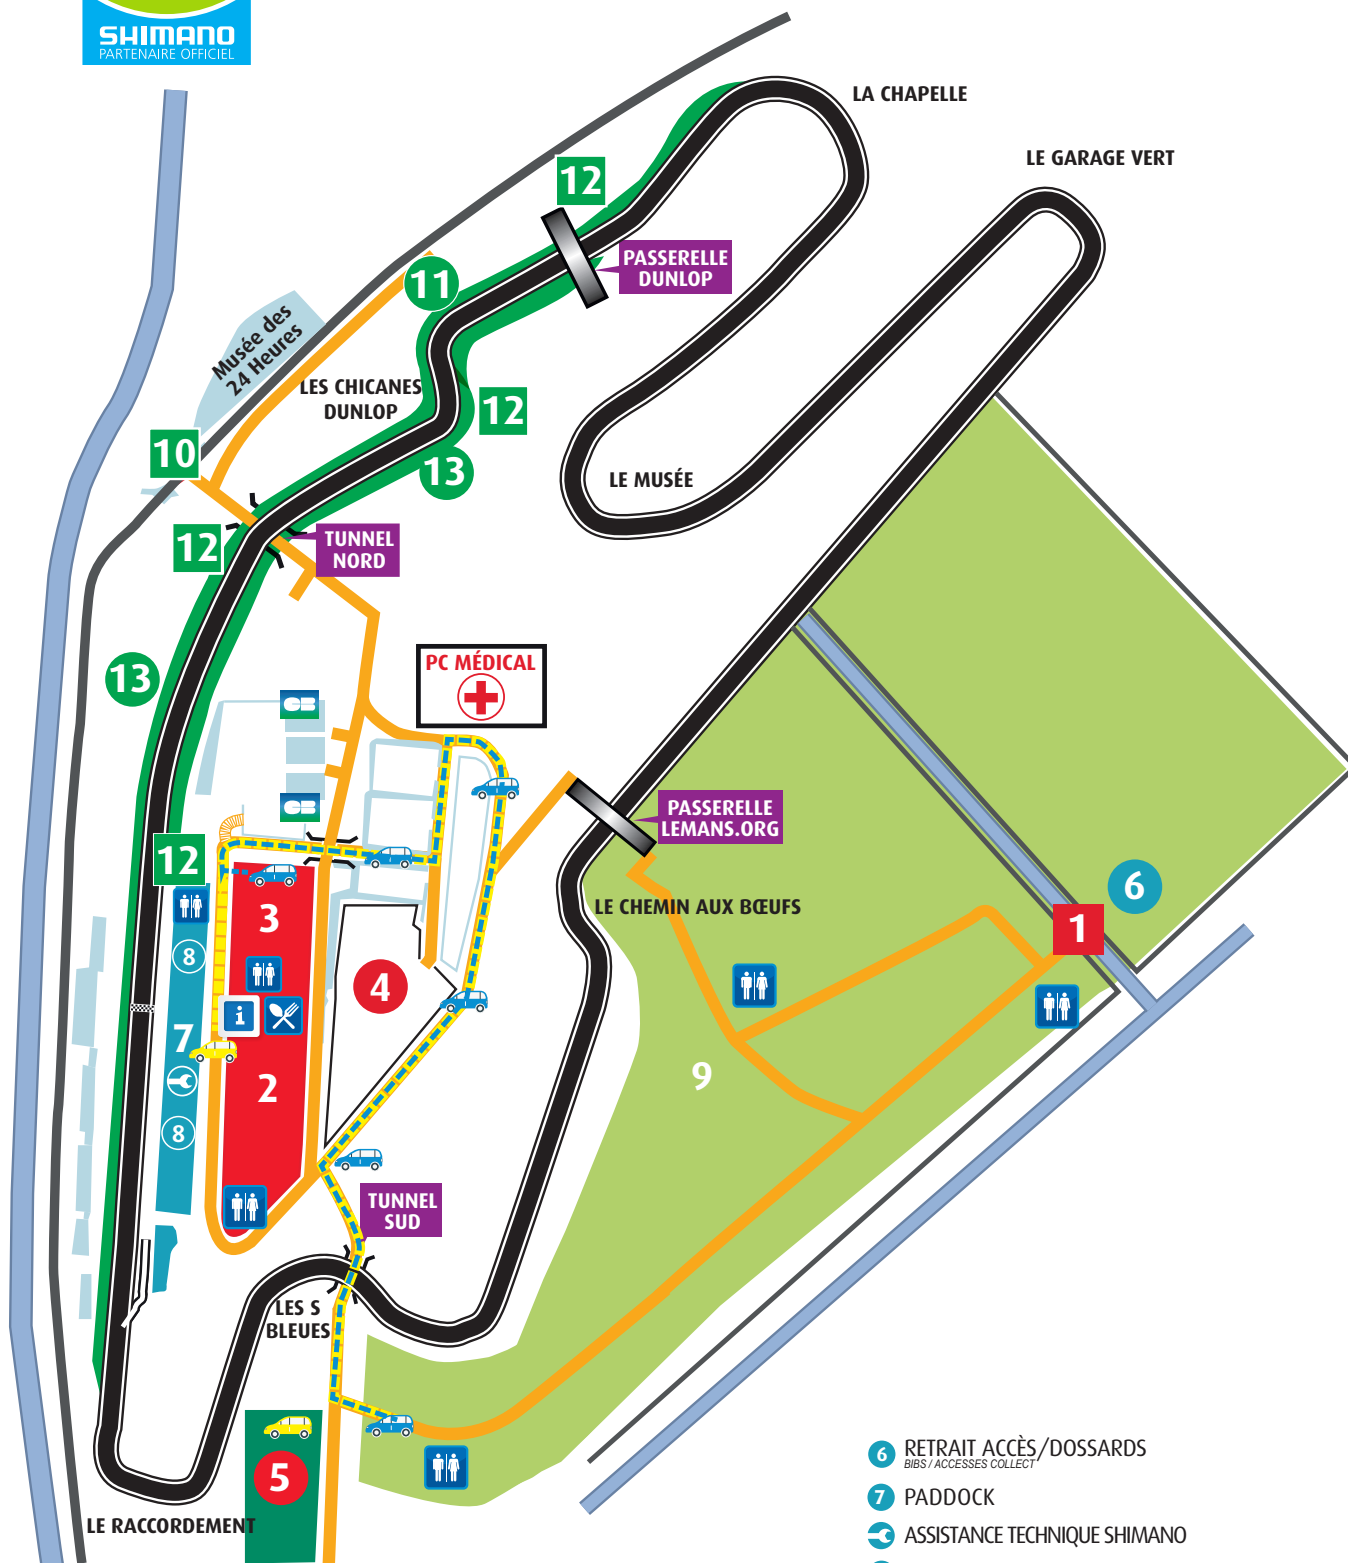 SHIMANO
PARTENAIRE OFFICIEL
LA CHAPELLE
LE GARAGE VERT
12
PASSERELLE
DUNLOP
11
Musée des
24 Heures
LES CHICANES
DUNLOP
12
10
13
LE MUSÉE
12
TUNNEL
NORD
13
PC MÉDICAL
PASSERELLE
LEMANS.ORG
12
3
6
LE CHEMIN AUX BŒUFS
1
8
4
i
7
2
9
8
TUNNEL
SUD
LES S
BLEUES
5
LE RACCORDEMENT
6 RETRAIT ACCÈS/DOSSARDS
BIBS / ACCESSES COLLECT
7 PADDOCK
ASSISTANCE TECHNIQUE SHIMANO